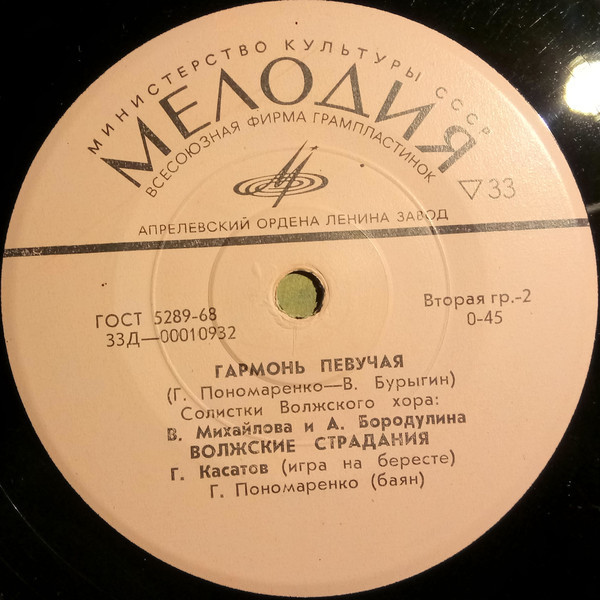 МИНИСТЕРСТВО КУЛЬТУРЫ СССР
МЕЛОДИЯ
ВСЕСОЮЗНАЯ ФИРМА ГРАМПЛАСТИНОК
▽33
АПРЕЛЕВСКИЙ ОРДЕНА ЛЕНИНА ЗАВОД
ГОСТ 5289-68
33Д—00010932
Вторая гр.-2
0-45
ГАРМОНЬ ПЕВУЧАЯ
(Г. Пономаренко—В. Бурыгин)
Солистки Волжского хора:
В. Михайлова и А. Бородулина
ВОЛЖСКИЕ СТРАДАНИЯ
Г. Касатов (игра на бересте)
Г. Пономаренко (баян)